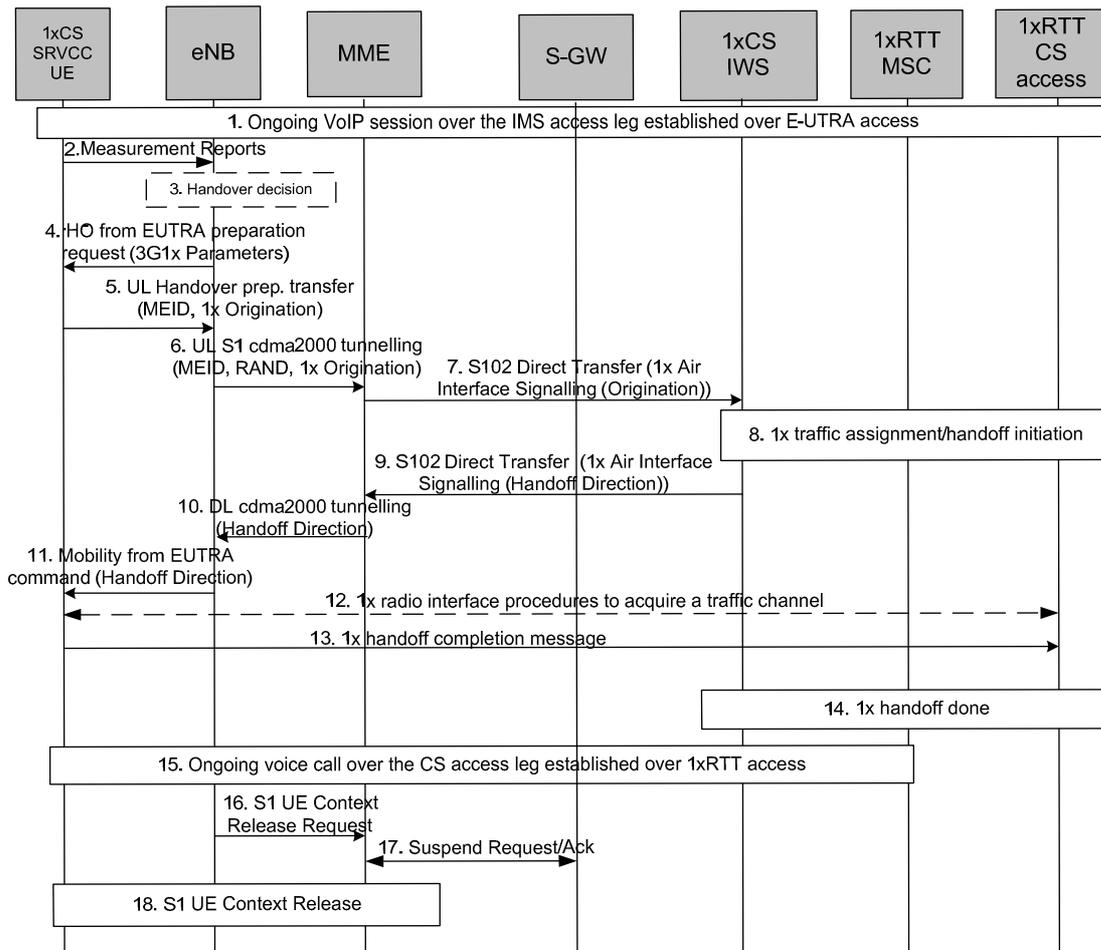 1xCS
SRVCC
UE
eNB
MME
S-GW
1xCS
IWS
1xRTT
MSC
1xRTT
CS
access
1. Ongoing VoIP session over the IMS access leg established over E-UTRA access
2.Measurement Reports
3. Handover decision
4. HO from EUTRA preparation
request (3G1x Parameters)
5. UL Handover prep. transfer
(MEID, 1x Origination)
6. UL S1 cdma2000 tunnelling
(MEID, RAND, 1x Origination)
7. S102 Direct Transfer (1x Air
Interface Signalling (Origination))
8. 1x traffic assignment/handoff initiation
9. S102 Direct Transfer (1x Air Interface
Signalling (Handoff Direction))
10. DL cdma2000 tunnelling
(Handoff Direction)
11. Mobility from EUTRA
command (Handoff Direction)
12. 1x radio interface procedures to acquire a traffic channel
13. 1x handoff completion message
14. 1x handoff done
15. Ongoing voice call over the CS access leg established over 1xRTT access
16. S1 UE Context
Release Request
17. Suspend Request/Ack
18. S1 UE Context Release